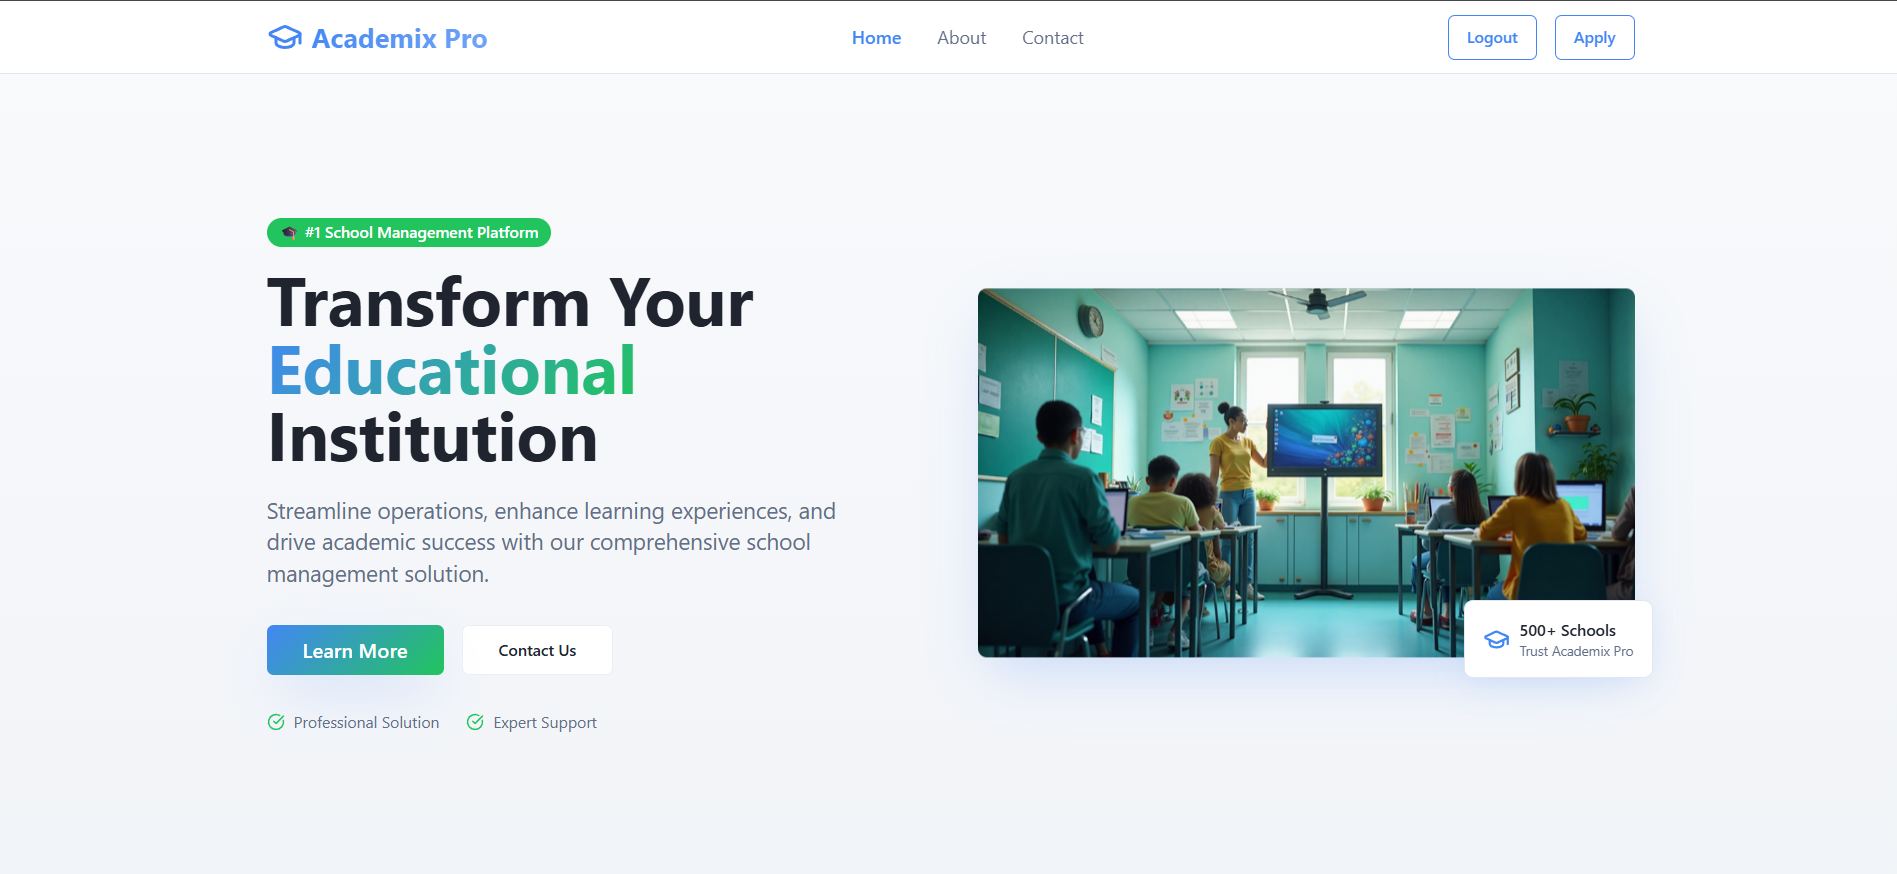 Academix Pro
Home
About
Contact
Logout
Apply
#1 School Management Platform
Transform Your
Educational
Institution
Streamline operations, enhance learning experiences, and
drive academic success with our comprehensive school
management solution.
Learn More
Contact Us
Professional Solution
Expert Support
500+ Schools
Trust Academix Pro